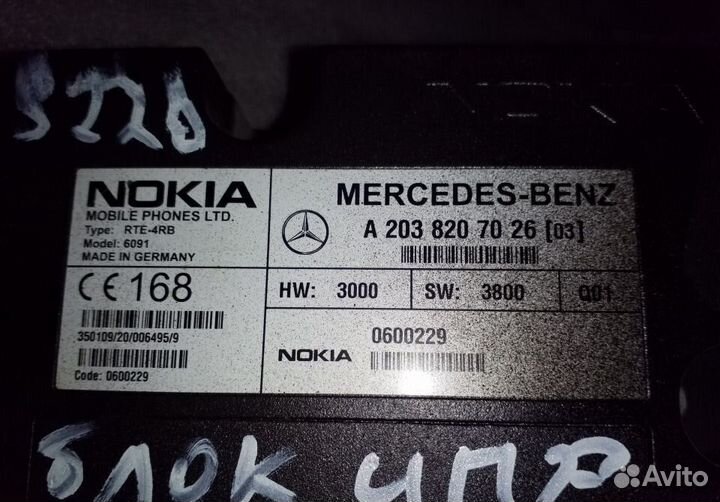 NOKIA
NOKIA
MOBILE PHONES LTD.
Type: RTE-4RB
Model: 6091
MADE IN GERMANY
CE 168
350109/20/006495/9
Code: 0600229
MERCEDES-BENZ
A 203 820 70 26 [03]
HW: 3000 SW: 3800 Q01
NOKIA 0600229
блок
Avito